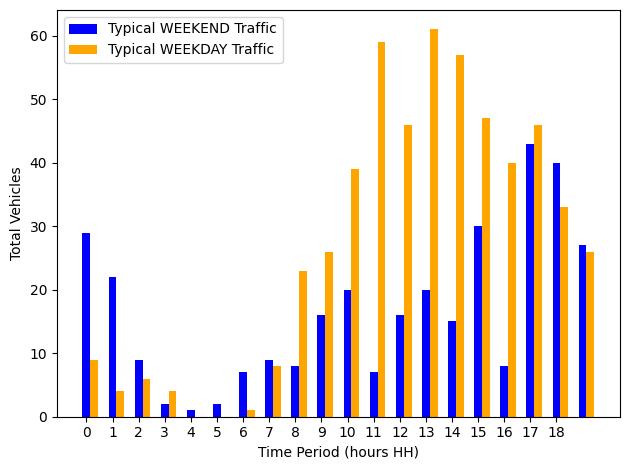 Typical WEEKEND Traffic
Typical WEEKDAY Traffic
60
50
40
30
20
10
0
Total Vehicles
0 1 2 3 4 5 6 7 8 9 10 11 12 13 14 15 16 17 18
Time Period (hours HH)